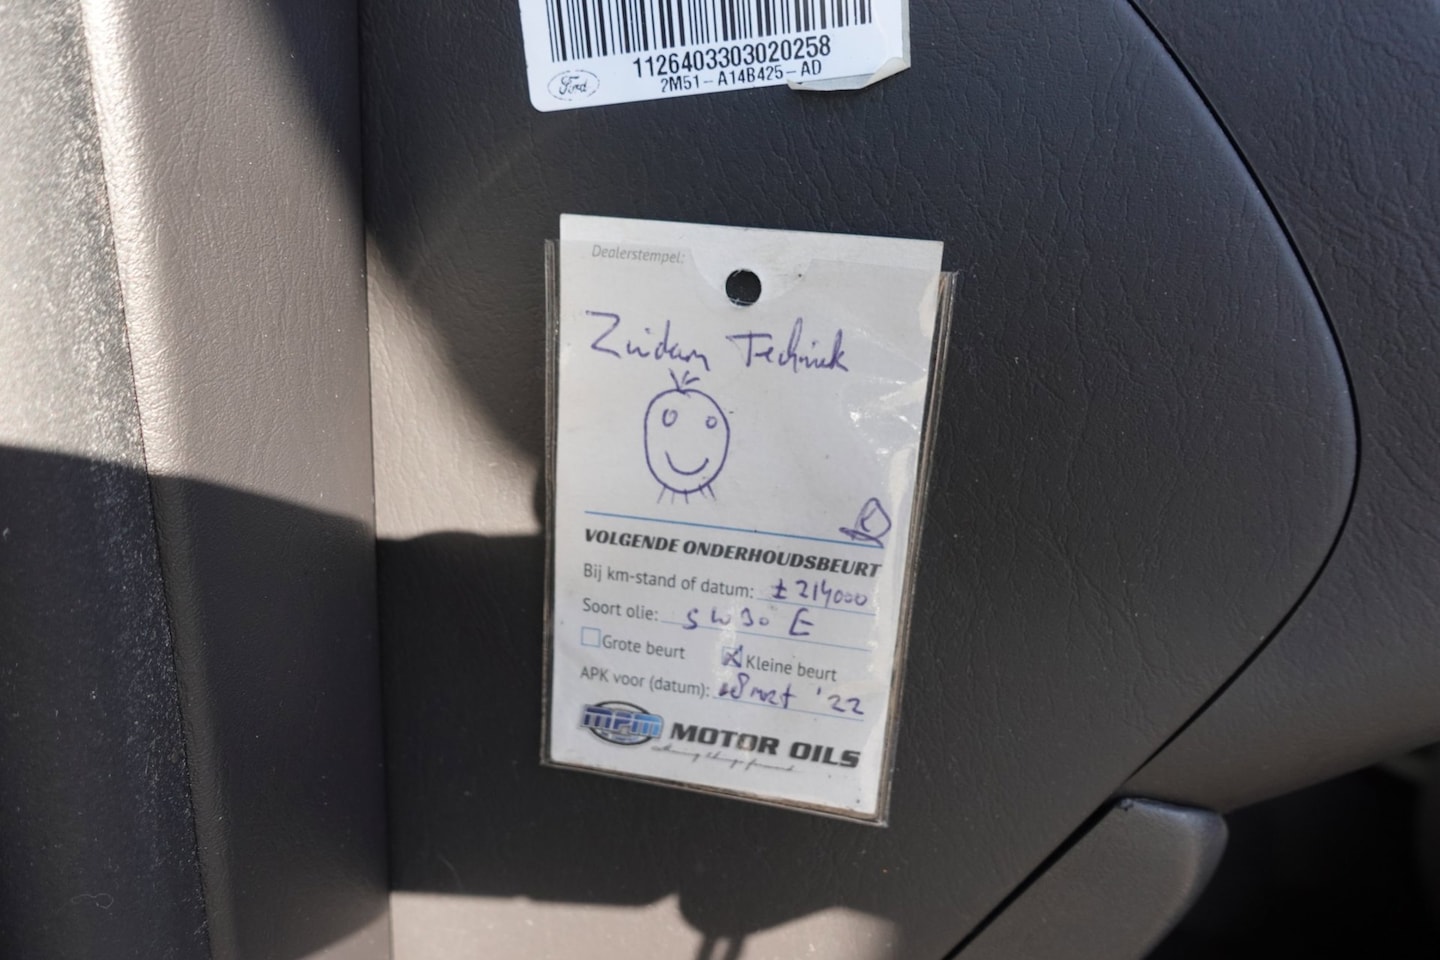 Ford
1126403303020258
2M51-A14B425-AD
Dealerstempel:
Zuidam Techniek
VOLGENDE ONDERHOUDSBEURT
Bij km-stand of datum: ± 214000
Soort olie: 5W30 E
Grote beurt
Kleine beurt
APK voor (datum): mrt '22
MPM MOTOR OILS